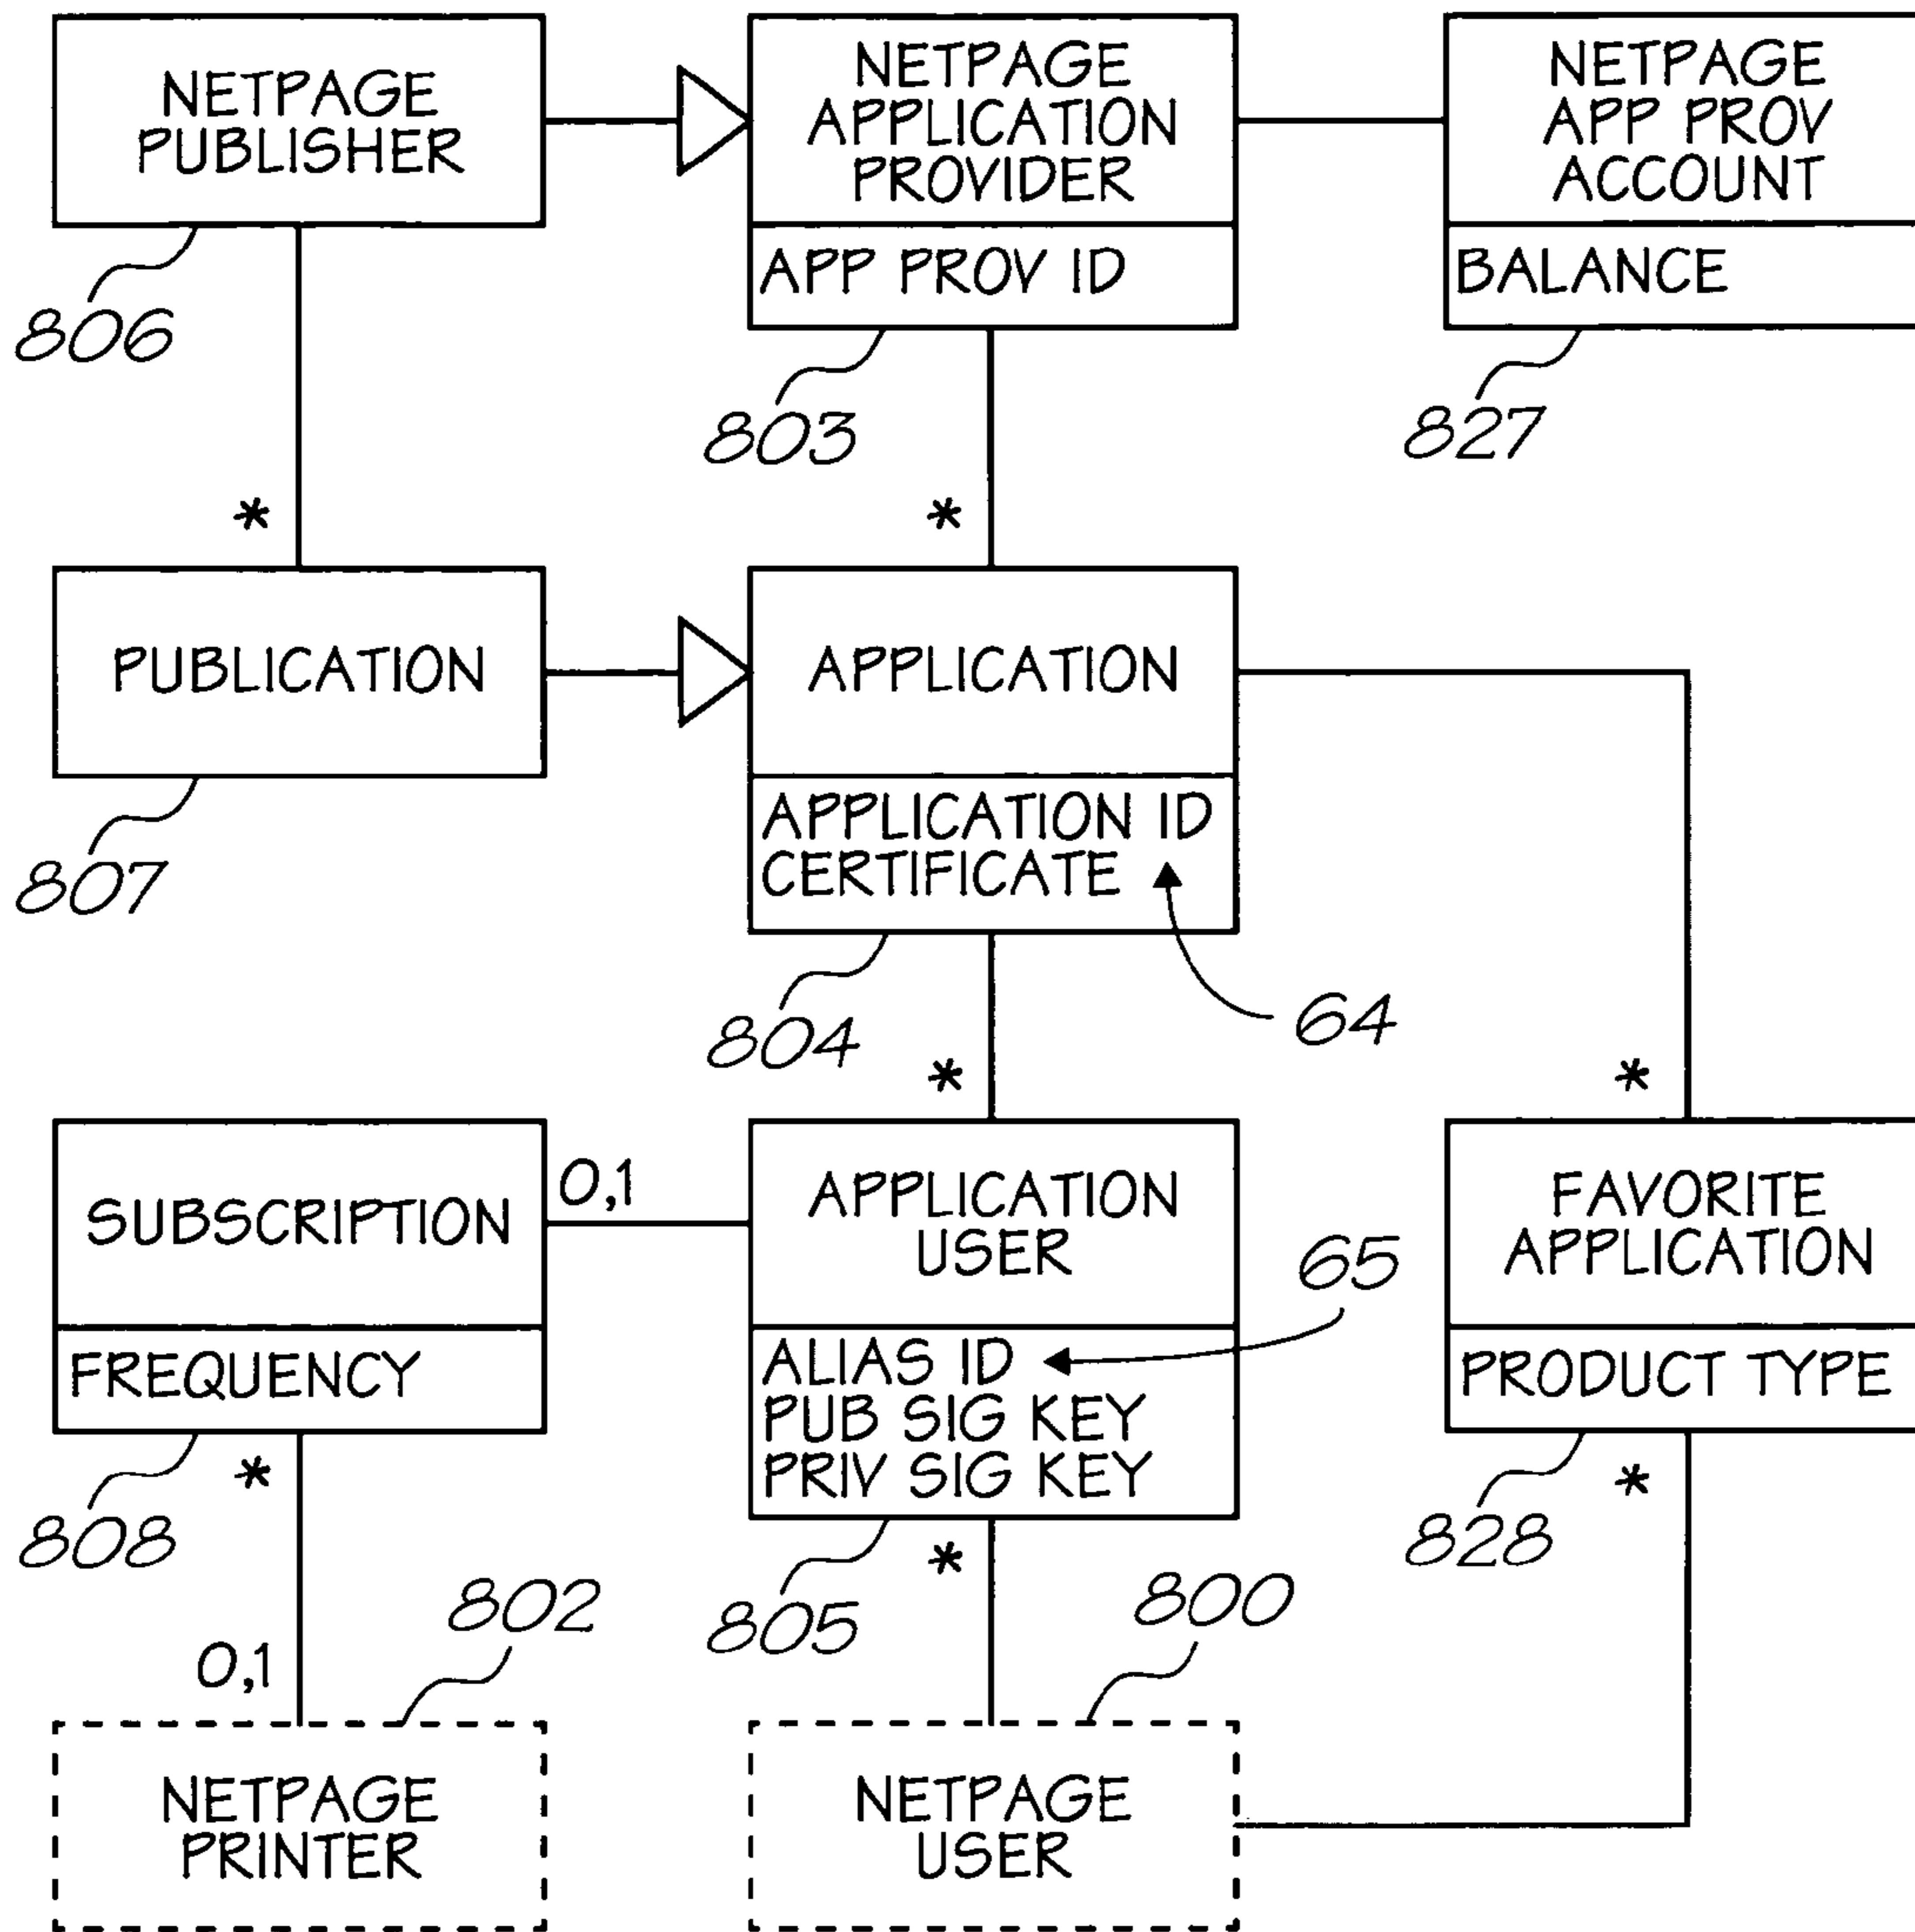 NETPAGE
PUBLISHER
NETPAGE
APPLICATION
PROVIDER
APP PROV ID
NETPAGE
APP PROV
ACCOUNT
BALANCE
806
803
827
*
*
PUBLICATION
APPLICATION
APPLICATION ID
CERTIFICATE
807
804
64
*
*
SUBSCRIPTION
FREQUENCY
0,1
APPLICATION
USER
ALIAS ID
PUB SIG KEY
PRIV SIG KEY
65
FAVORITE
APPLICATION
PRODUCT TYPE
808
*
802
0,1
805
*
800
828
*
NETPAGE
PRINTER
NETPAGE
USER